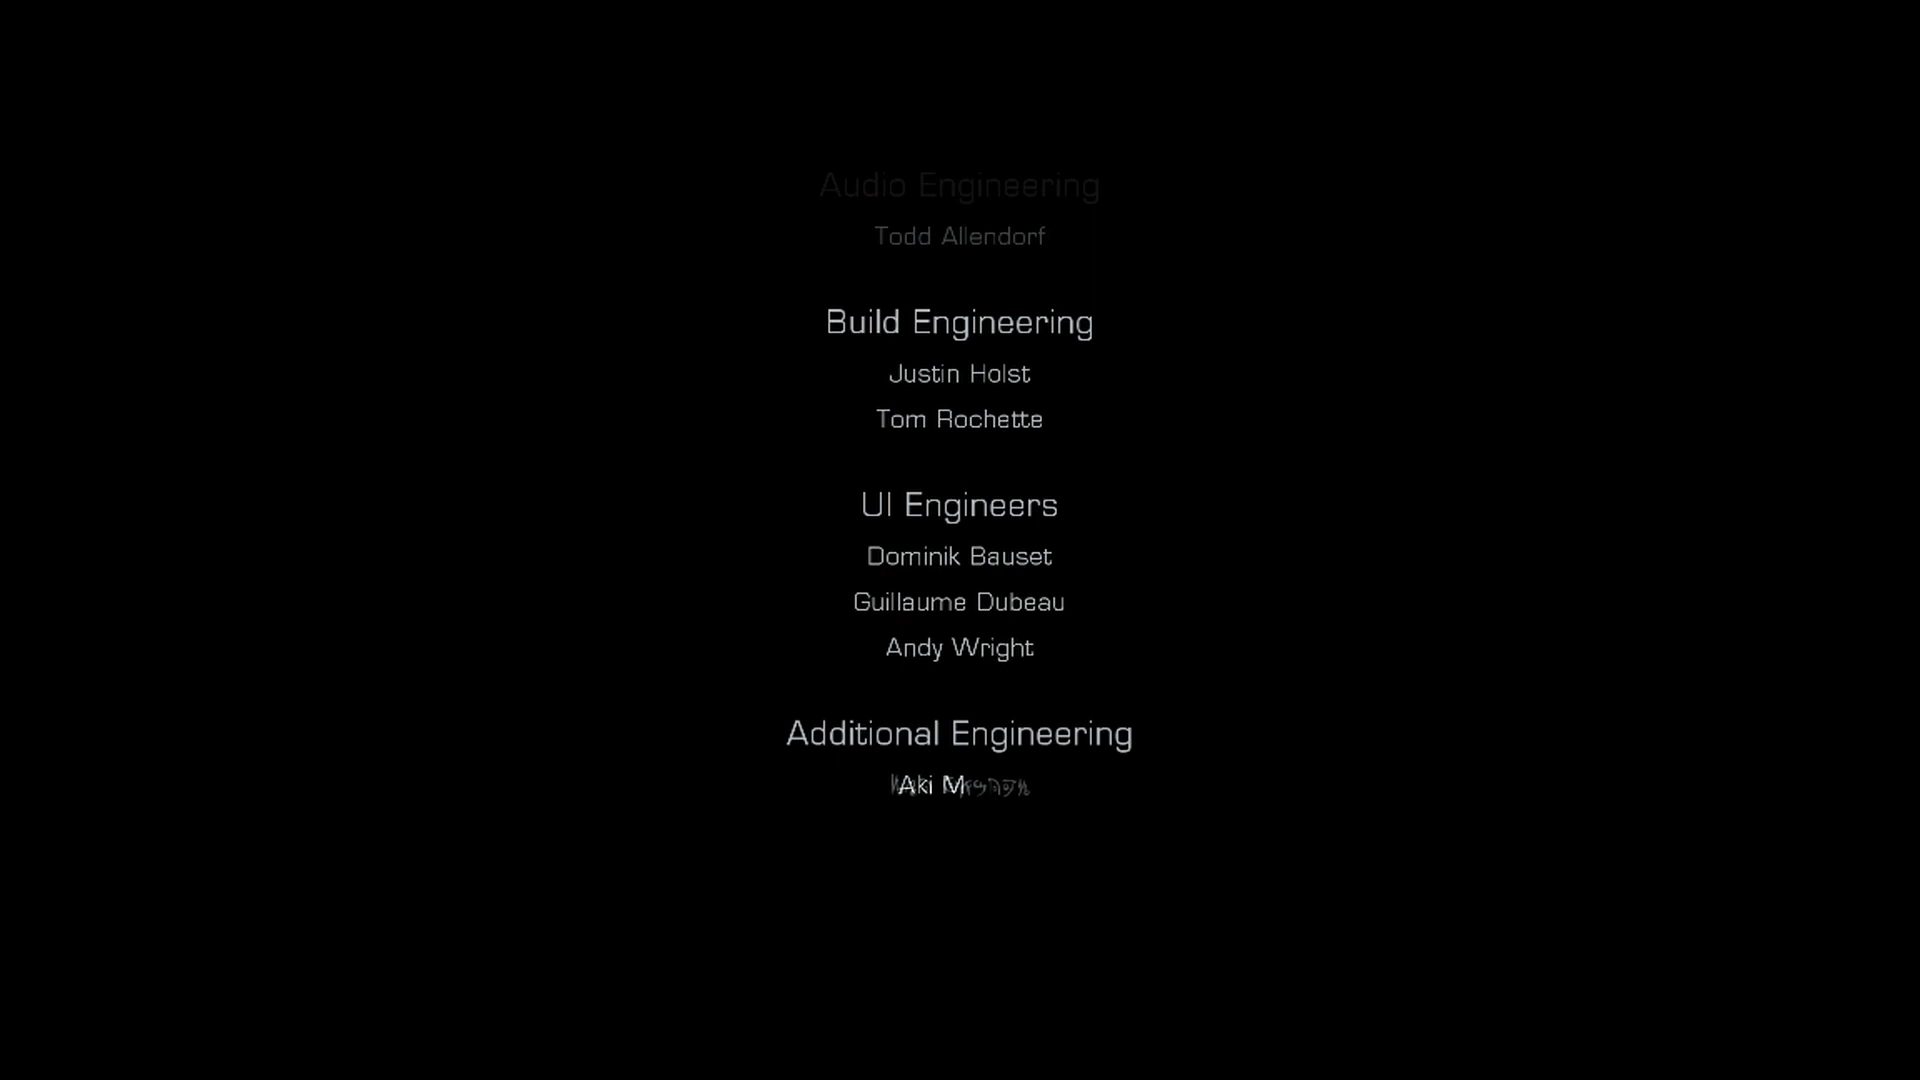 Audio Engineering
Todd Allendorf
Build Engineering
Justin Holst
Tom Rochette
UI Engineers
Dominik Bauset
Guillaume Dubeau
Andy Wright
Additional Engineering
Aki